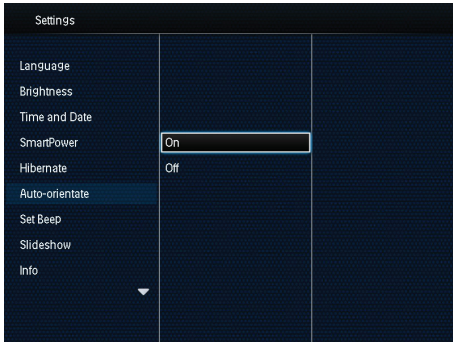 Settings
Language
Brightness
Time and Date
SmartPower
On
Hibernate
Off
Auto-orientate
Set Beep
Slideshow
Info